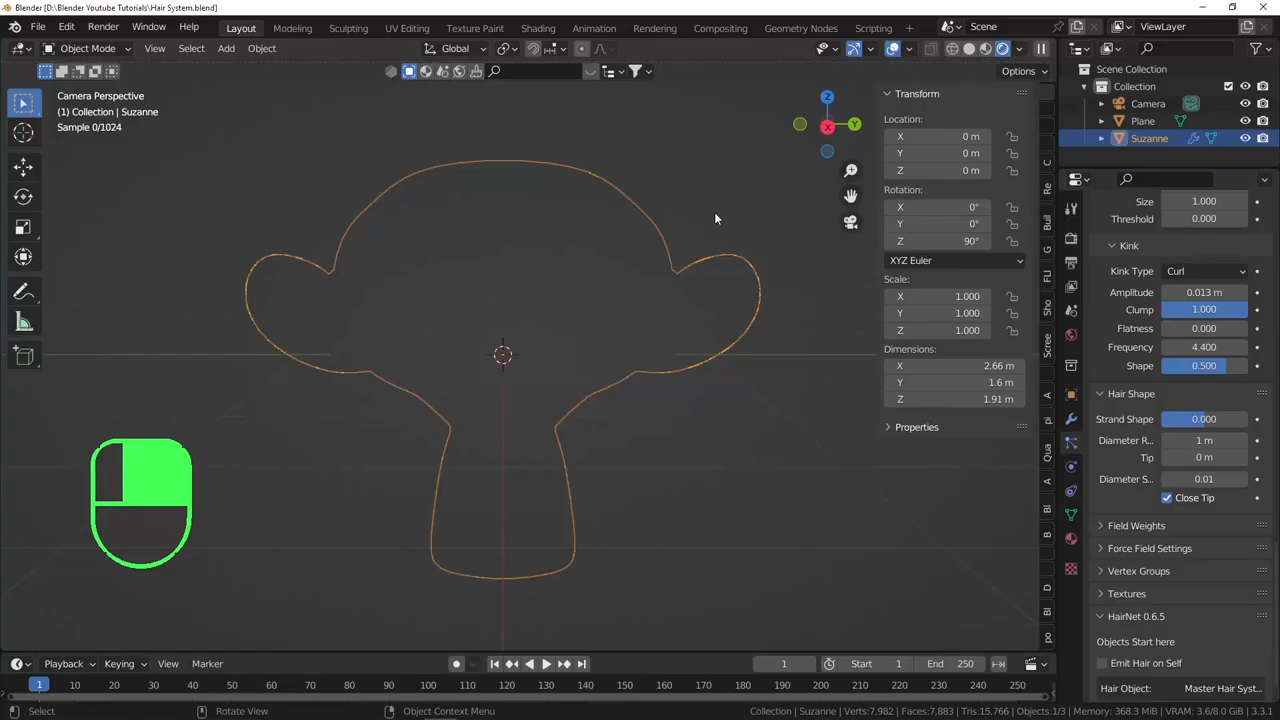 Blender [D:\Blender Youtube Tutorials\Hair System.blend]
File Edit Render Window Help Layout Modeling Sculpting UV Editing Texture Paint Shading Animation Rendering Compositing Geometry Nodes Scripting Scene ViewLayer
Object Mode View Select Add Object Global
Options
Camera Perspective
(1) Collection | Suzanne
Sample 0/1024
Z
Y
X
Transform
Location:
X 0 m
Y 0 m
Z 0 m
Rotation:
X 0°
Y 0°
Z 90°
XYZ Euler
Scale:
X 1.000
Y 1.000
Z 1.000
Dimensions:
X 2.66 m
Y 1.6 m
Z 1.91 m
Properties
C
Re
Buil
G
FLI
Sho
Scree
A
pi
Qua
A
Bi
B
D
Bl
po
Scene Collection
Collection
Camera
Plane
Suzanne
Size 1.000
Threshold 0.000
Kink
Kink Type Curl
Amplitude 0.013 m
Clump 1.000
Flatness 0.000
Frequency 4.400
Shape 0.500
Hair Shape
Strand Shape 0.000
Diameter R... 1 m
Tip 0 m
Diameter S... 0.01
Close Tip
Field Weights
Force Field Settings
Vertex Groups
Textures
HairNet 0.6.5
Objects Start here
Emit Hair on Self
Hair Object: Master Hair Syst...
Playback Keying View Marker 1 Start 1 End 250
1 10 20 30 40 50 60 70 80 90 100 110 120 130 140 150 160 170 180 190 200 210 220 230 240 250
Select Rotate View Object Context Menu Collection | Suzanne | Verts:7,982 | Faces:7,883 | Tris:15,766 | Objects:1/3 | Memory: 368.3 MiB | VRAM: 3.6/8.0 GiB | 3.3.1